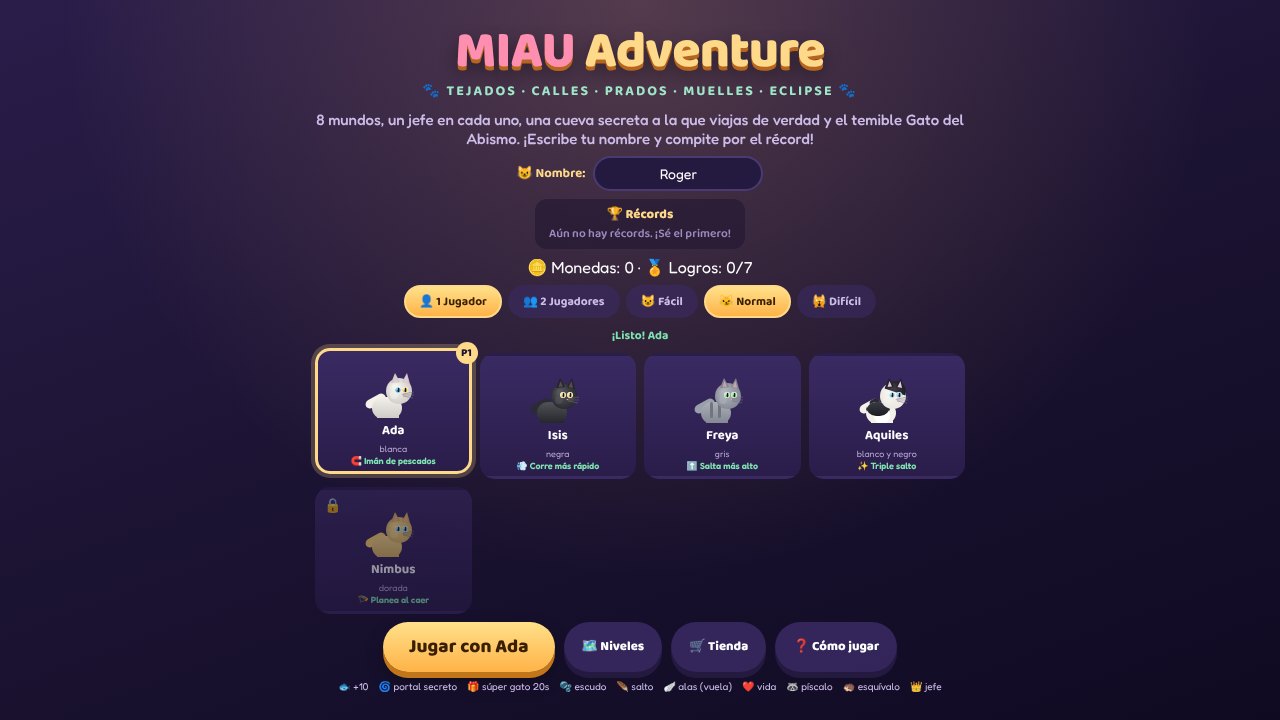 MIAU Adventure
🐾 TEJADOS · CALLES · PRADOS · MUELLES · ECLIPSE 🐾
8 mundos, un jefe en cada uno, una cueva secreta a la que viajas de verdad y el temible Gato del
Abismo. ¡Escribe tu nombre y compite por el récord!
😺 Nombre: Roger
🏆 Récords
Aún no hay récords. ¡Sé el primero!
🪙 Monedas: 0 · 🏅 Logros: 0/7
👤 1 Jugador 👥 2 Jugadores 😺 Fácil 😼 Normal 🙀 Difícil
¡Listo! Ada
P1
Ada Isis Freya Aquiles
blanca negra gris blanco y negro
🧲 Imán de pescados 💨 Corre más rápido ⬆️ Salta más alto ✨ Triple salto
🔒
Nimbus
dorada
🪂 Planea al caer
Jugar con Ada 🗺️ Niveles 🛒 Tienda ❓ Cómo jugar
🐟 +10 🌀 portal secreto 🎁 súper gato 20s 🫧 escudo 🪶 salto 🪽 alas (vuela) ❤️ vida 🦝 píscalo 🦔 esquívalo 👑 jefe